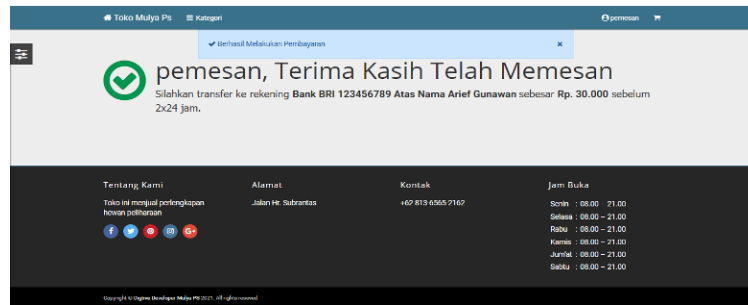 Toko Mulya Ps Kategori pemesan
Berhasil Melakukan Pembayaran ×
pemesan, Terima Kasih Telah Memesan
Silahkan transfer ke rekening Bank BRI 123456789 Atas Nama Arief Gunawan sebesar Rp. 30.000 sebelum
2x24 jam.
Tentang Kami
Toko ini menjual perlengkapan
hewan peliharaan
Alamat
Jalan Hr. Subrantas
Kontak
+62 813 6565 2162
Jam Buka
Senin : 08.00 – 21.00
Selasa : 08.00 – 21.00
Rabu : 08.00 – 21.00
Kamis : 08.00 – 21.00
Jum'at : 08.00 – 21.00
Sabtu : 08.00 – 21.00
Copyright © Developer Mulya PS 2021. All rights reserved